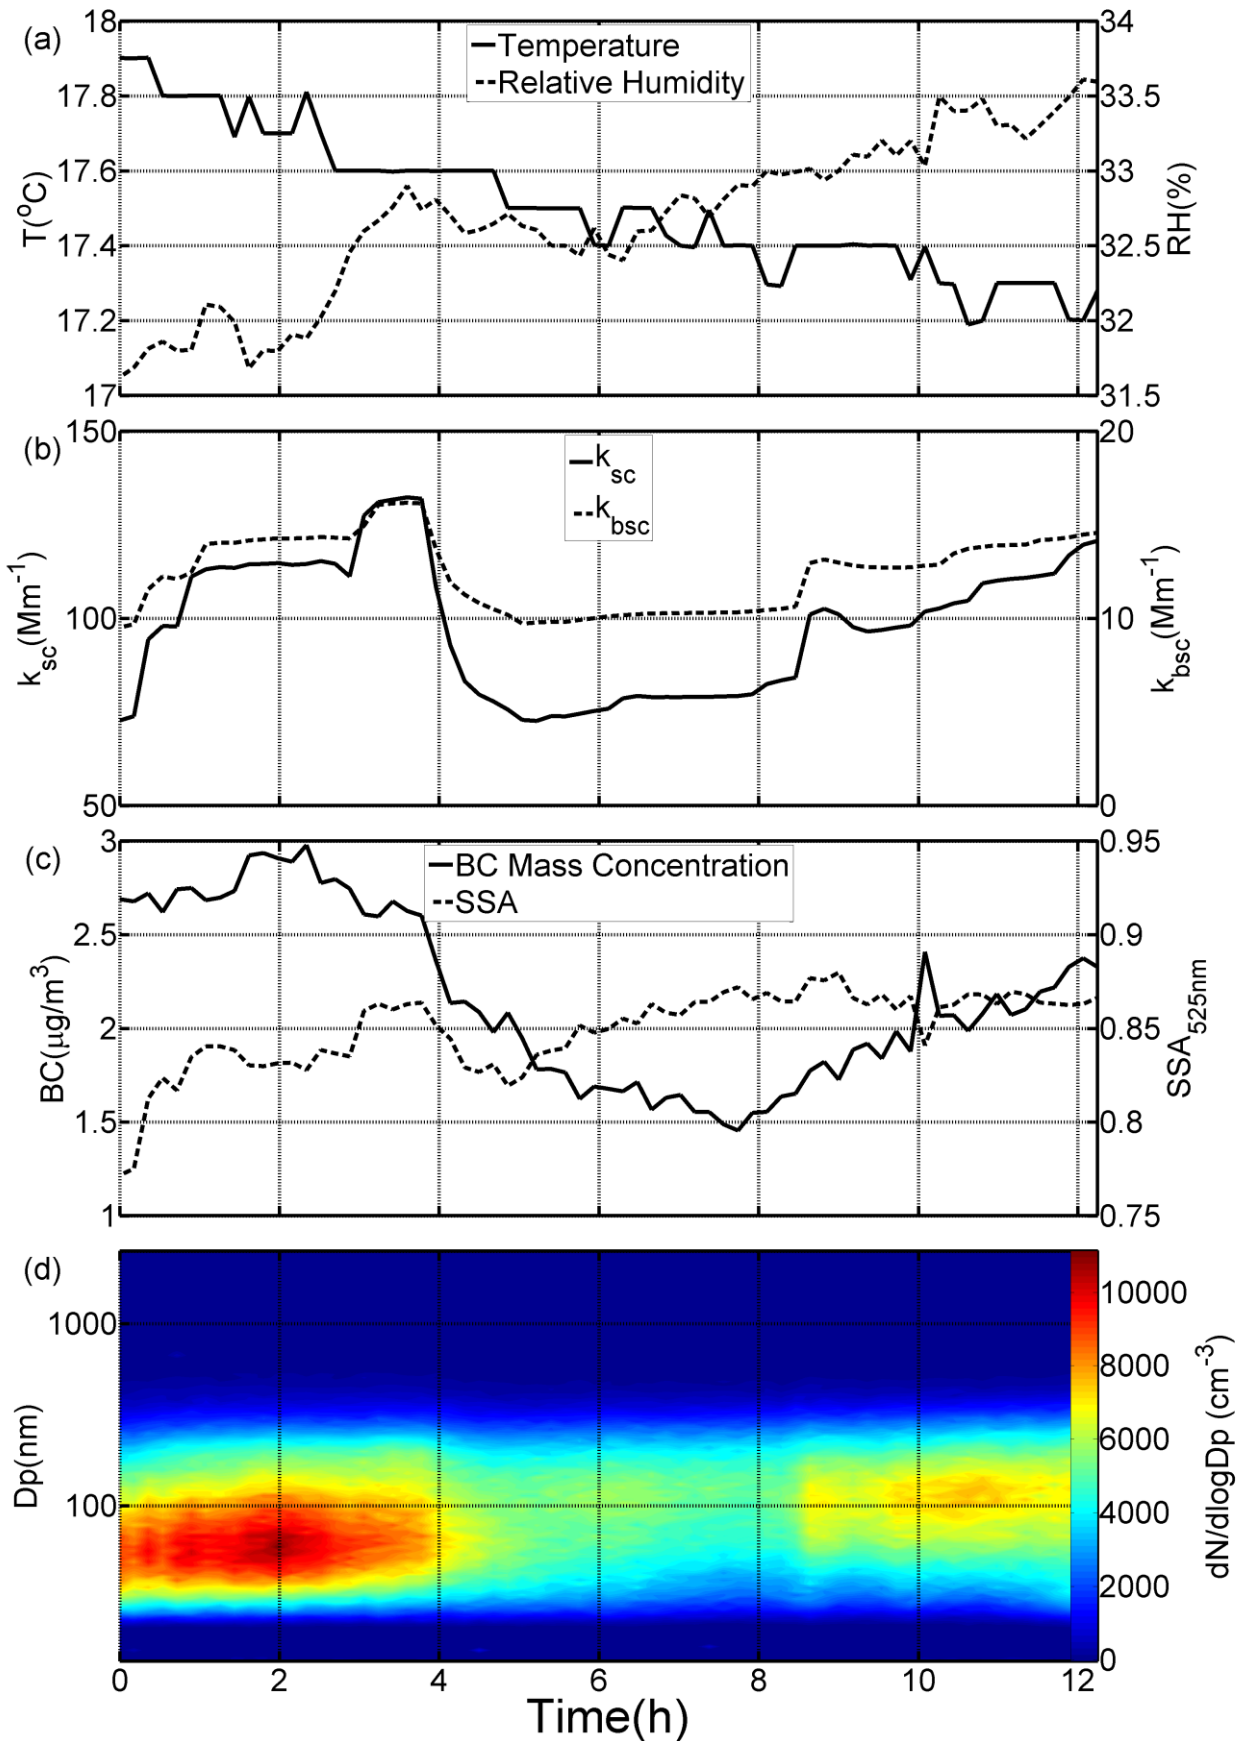 (a)
18
17.8
17.6
17.4
17.2
17
T(°C)
Temperature
Relative Humidity
34
33.5
33
32.5
32
31.5
RH(%)
(b)
150
100
50
k_sc(Mm⁻¹)
k_sc
k_bsc
20
10
0
k_bsc(Mm⁻¹)
(c)
3
2.5
2
1.5
1
BC(µg/m³)
BC Mass Concentration
SSA
0.95
0.9
0.85
0.8
0.75
SSA_525nm
(d)
1000
100
Dp(nm)
10000
8000
6000
4000
2000
0
dN/dlogDp (cm⁻³)
0 2 4 6 8 10 12
Time(h)